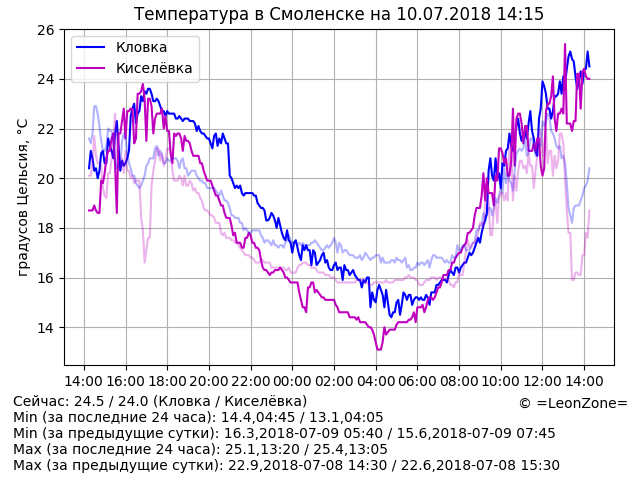 Температура в Смоленске на 10.07.2018 14:15
26
24
22
20
18
16
14
градусов Цельсия, °C
Кловка
Киселёвка
14:00 16:00 18:00 20:00 22:00 00:00 02:00 04:00 06:00 08:00 10:00 12:00 14:00
Сейчас: 24.5 / 24.0 (Кловка / Киселёвка)
© =LeonZone=
Min (за последние 24 часа): 14.4,04:45 / 13.1,04:05
Min (за предыдущие сутки): 16.3,2018-07-09 05:40 / 15.6,2018-07-09 07:45
Max (за последние 24 часа): 25.1,13:20 / 25.4,13:05
Max (за предыдущие сутки): 22.9,2018-07-08 14:30 / 22.6,2018-07-08 15:30